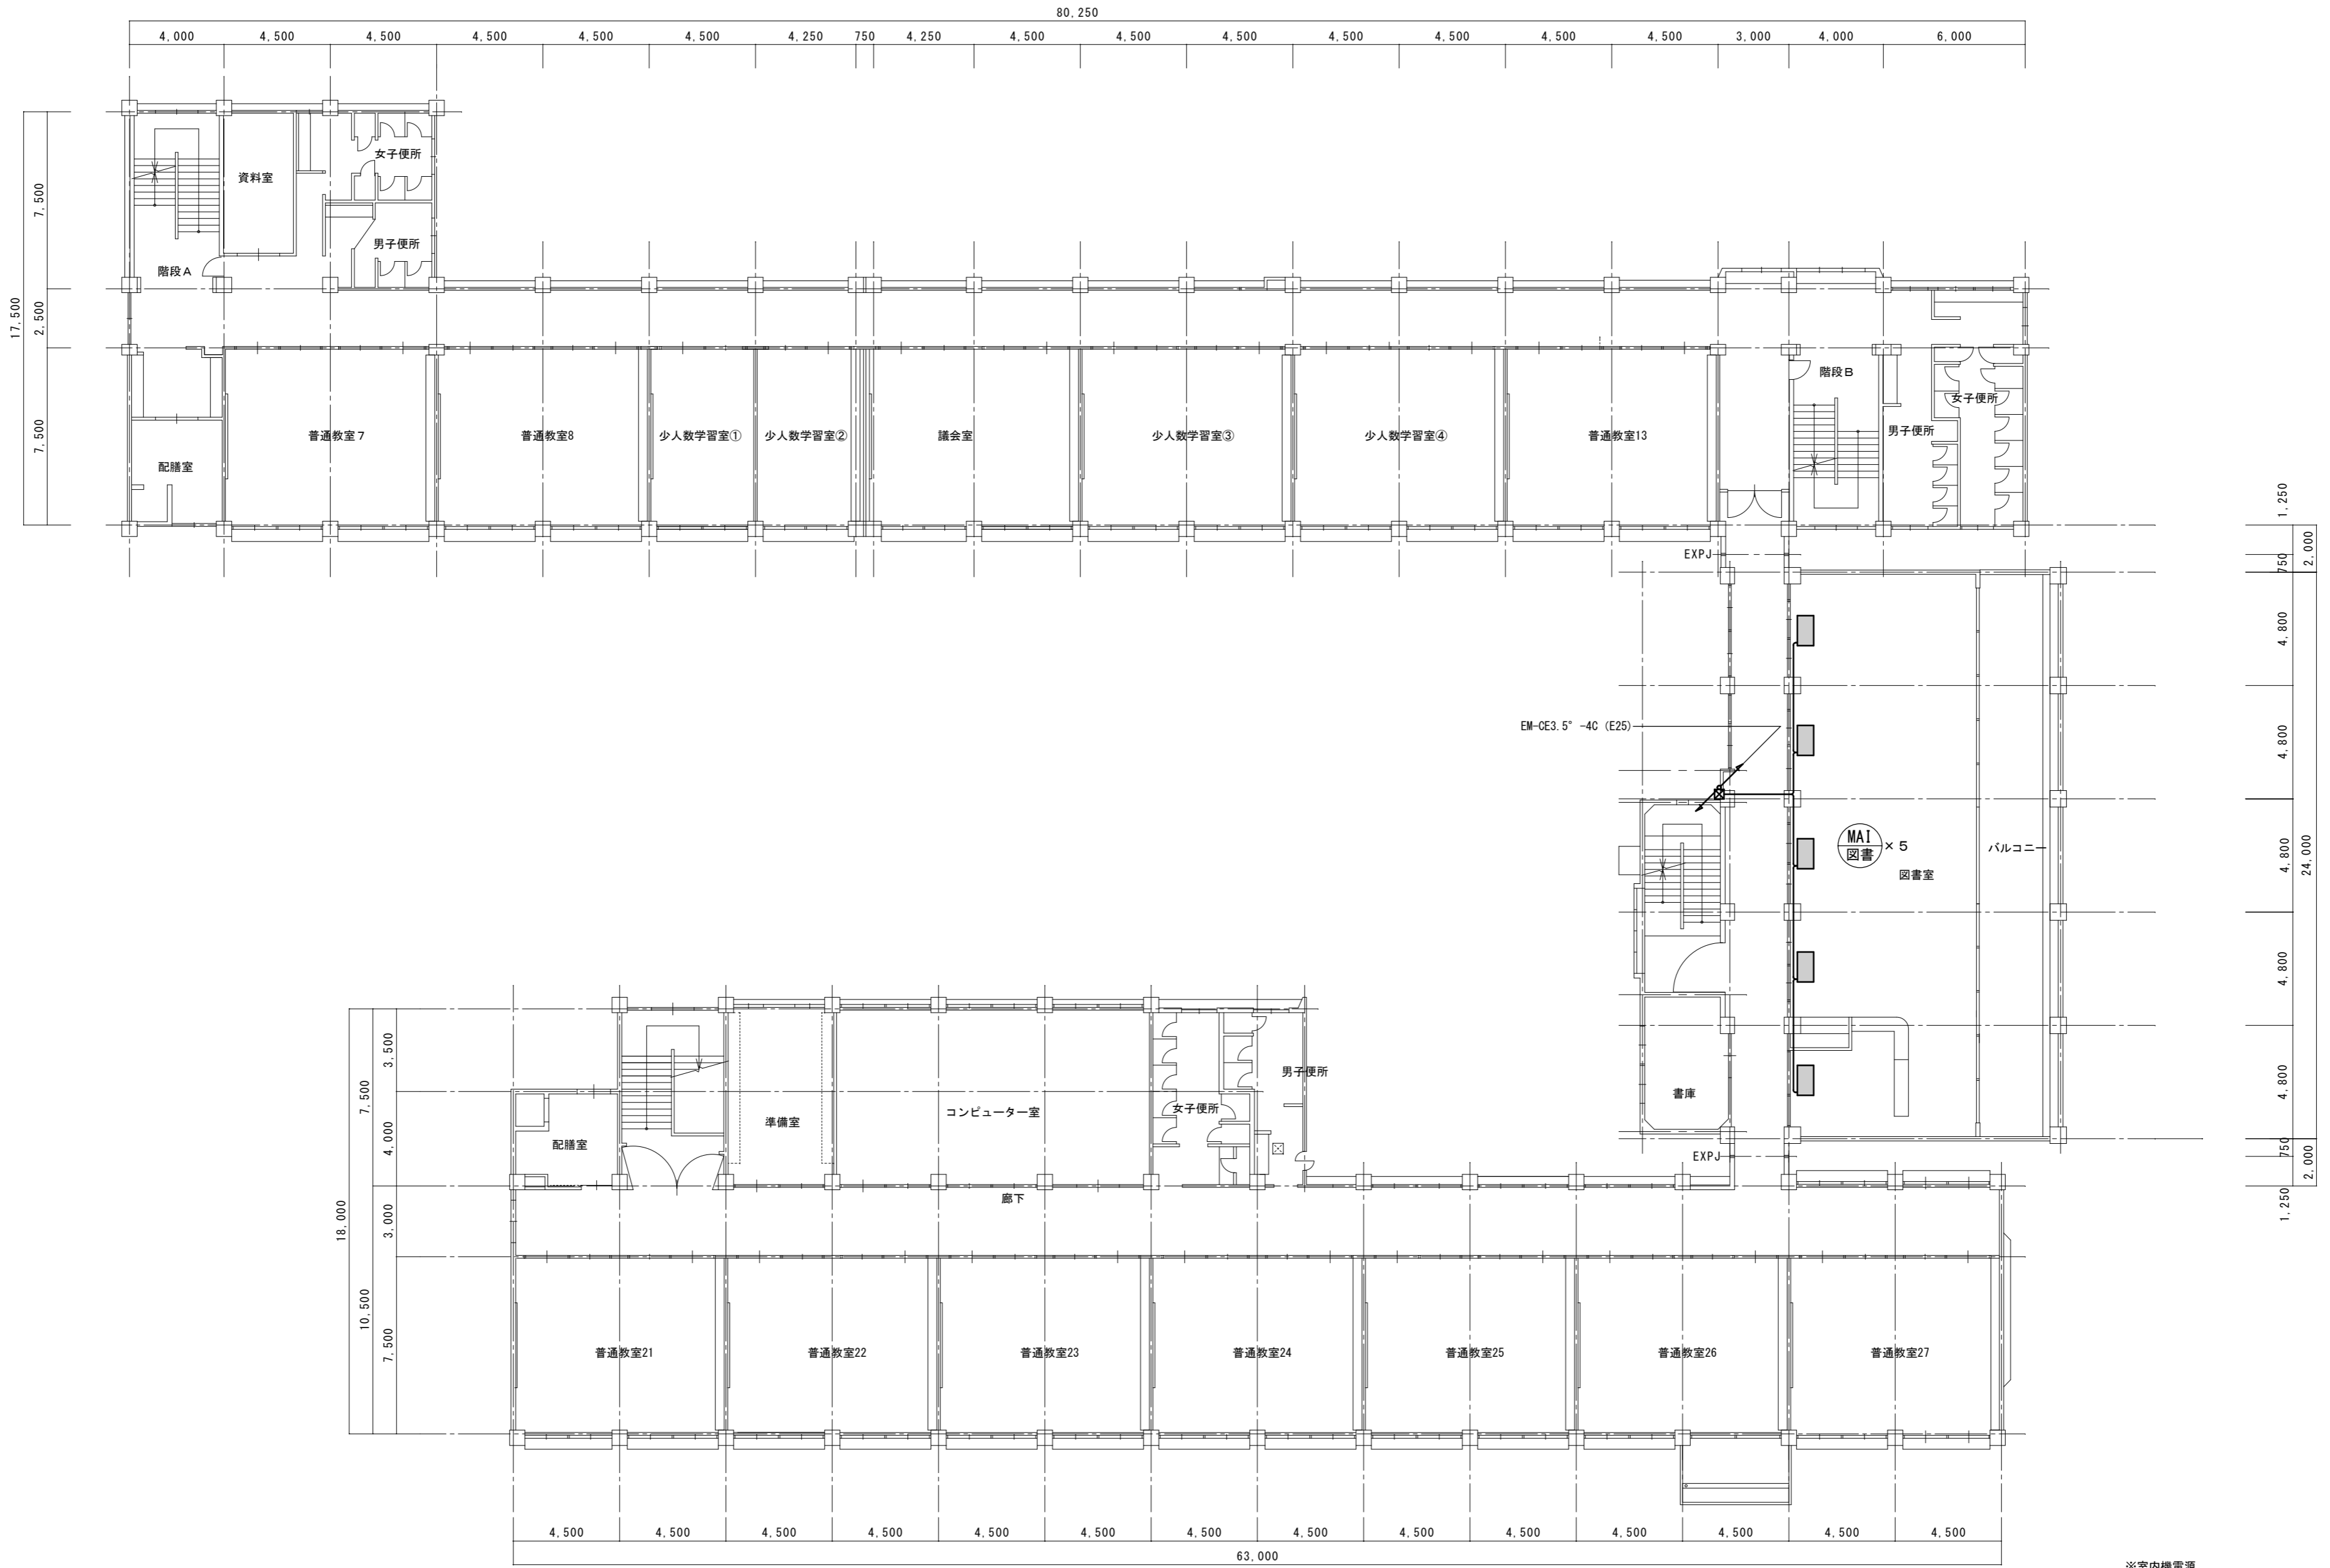 80,250
4,000 4,500 4,500 4,500 4,500 4,500 4,250 750 4,250 4,500 4,500 4,500 4,500 4,500 4,500 4,500 3,000 4,000 6,000
女子便所
資料室
男子便所
階段A
7,500
17,500
2,500
7,500
階段B
女子便所
男子便所
普通教室7
普通教室8
少人数学習室①
少人数学習室②
議会室
少人数学習室③
少人数学習室④
普通教室13
配膳室
1,250
EXPJ
750
2,000
4,800
EM-CE3.5°-4C (E25)
4,800
MAI
図書
×5
図書室
バルコニー
4,800
24,000
4,800
4,800
書庫
EXPJ
750
2,000
1,250
3,500
7,500
4,000
18,000
3,000
10,500
7,500
男子便所
女子便所
コンピューター室
準備室
配膳室
廊下
普通教室21
普通教室22
普通教室23
普通教室24
普通教室25
普通教室26
普通教室27
4,500 4,500 4,500 4,500 4,500 4,500 4,500 4,500 4,500 4,500 4,500 4,500 4,500 4,500
63,000
※室内機電源